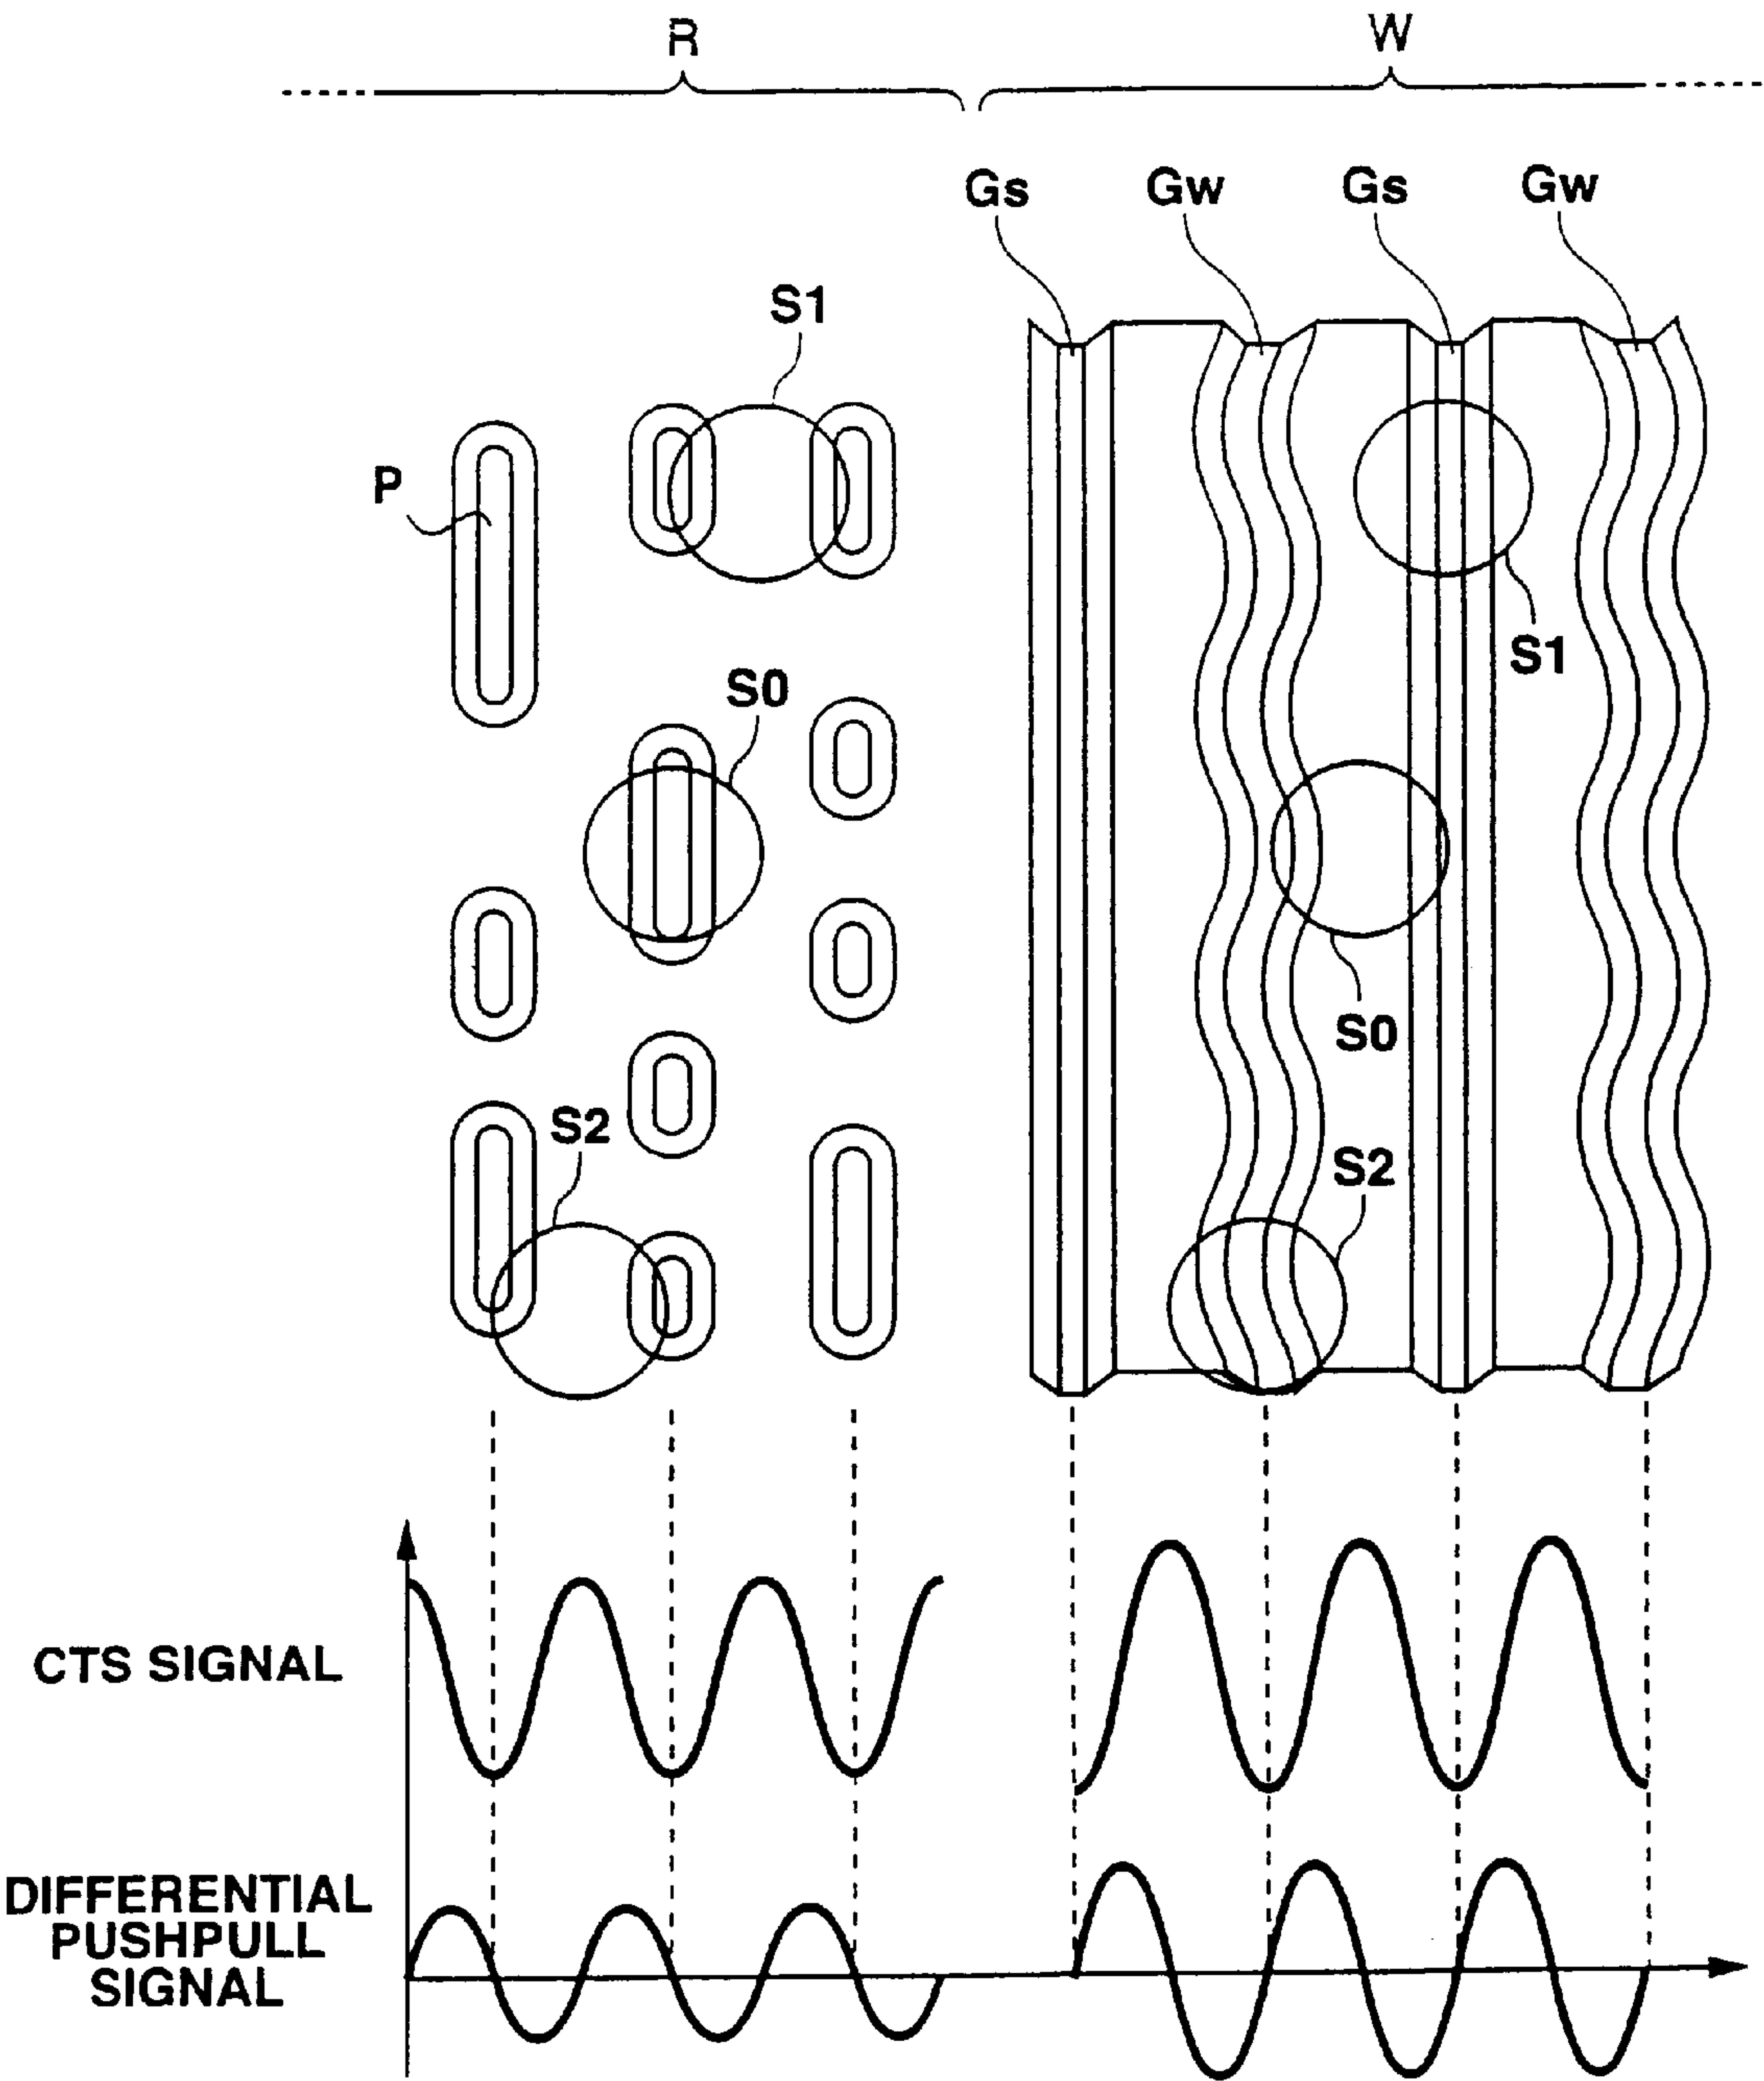 R
W
Gs
Gw
Gs
Gw
S1
P
S1
S0
S0
S2
S2
CTS SIGNAL
DIFFERENTIAL
PUSHPULL
SIGNAL